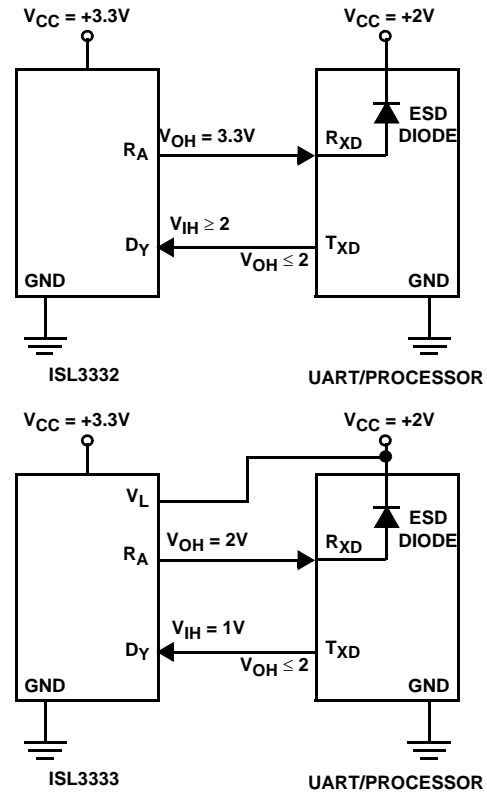 V_CC = +3.3V
V_CC = +2V
ESD
DIODE
V_OH = 3.3V
R_A
R_XD
V_IH ≥ 2
D_Y
T_XD
V_OH ≤ 2
GND
GND
ISL3332
UART/PROCESSOR
V_CC = +3.3V
V_CC = +2V
V_L
ESD
DIODE
V_OH = 2V
R_A
R_XD
V_IH = 1V
D_Y
T_XD
V_OH ≤ 2
GND
GND
ISL3333
UART/PROCESSOR